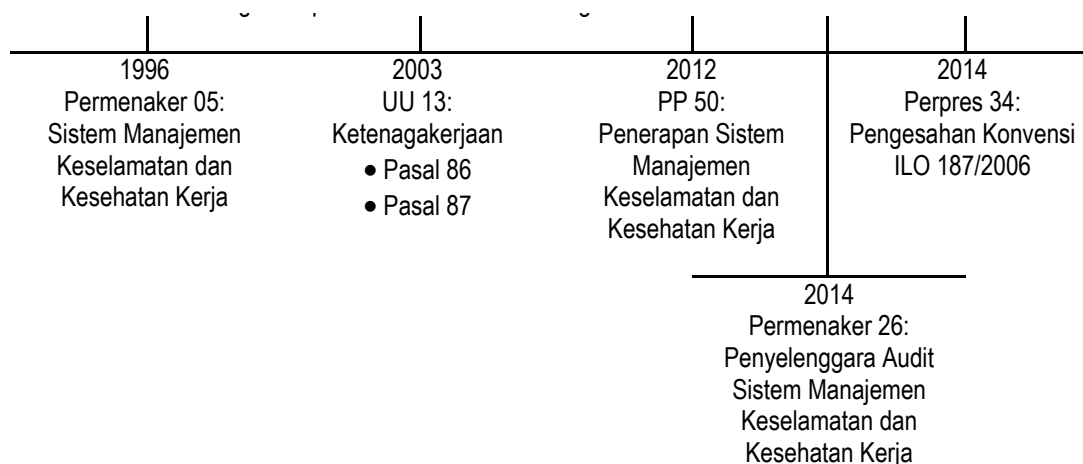 1996
Permenaker 05:
Sistem Manajemen
Keselamatan dan
Kesehatan Kerja
2003
UU 13:
Ketenagakerjaan
• Pasal 86
• Pasal 87
2012
PP 50:
Penerapan Sistem
Manajemen
Keselamatan dan
Kesehatan Kerja
2014
Perpres 34:
Pengesahan Konvensi
ILO 187/2006
2014
Permenaker 26:
Penyelenggara Audit
Sistem Manajemen
Keselamatan dan
Kesehatan Kerja